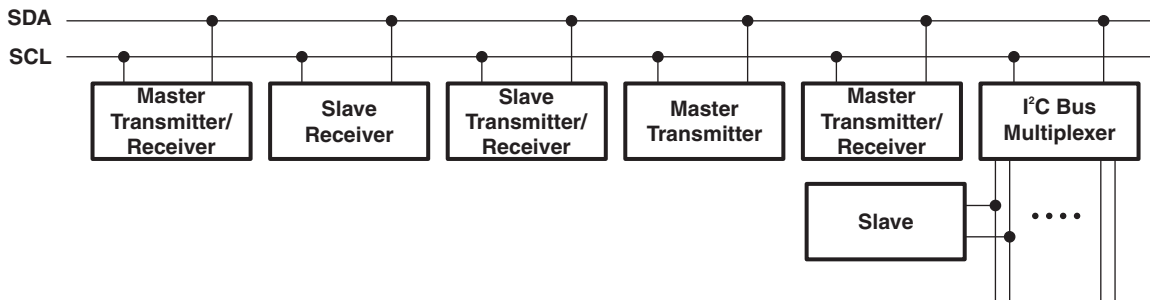 SDA
SCL
Master
Transmitter/
Receiver
Slave
Receiver
Slave
Transmitter/
Receiver
Master
Transmitter
Master
Transmitter/
Receiver
I²C Bus
Multiplexer
Slave